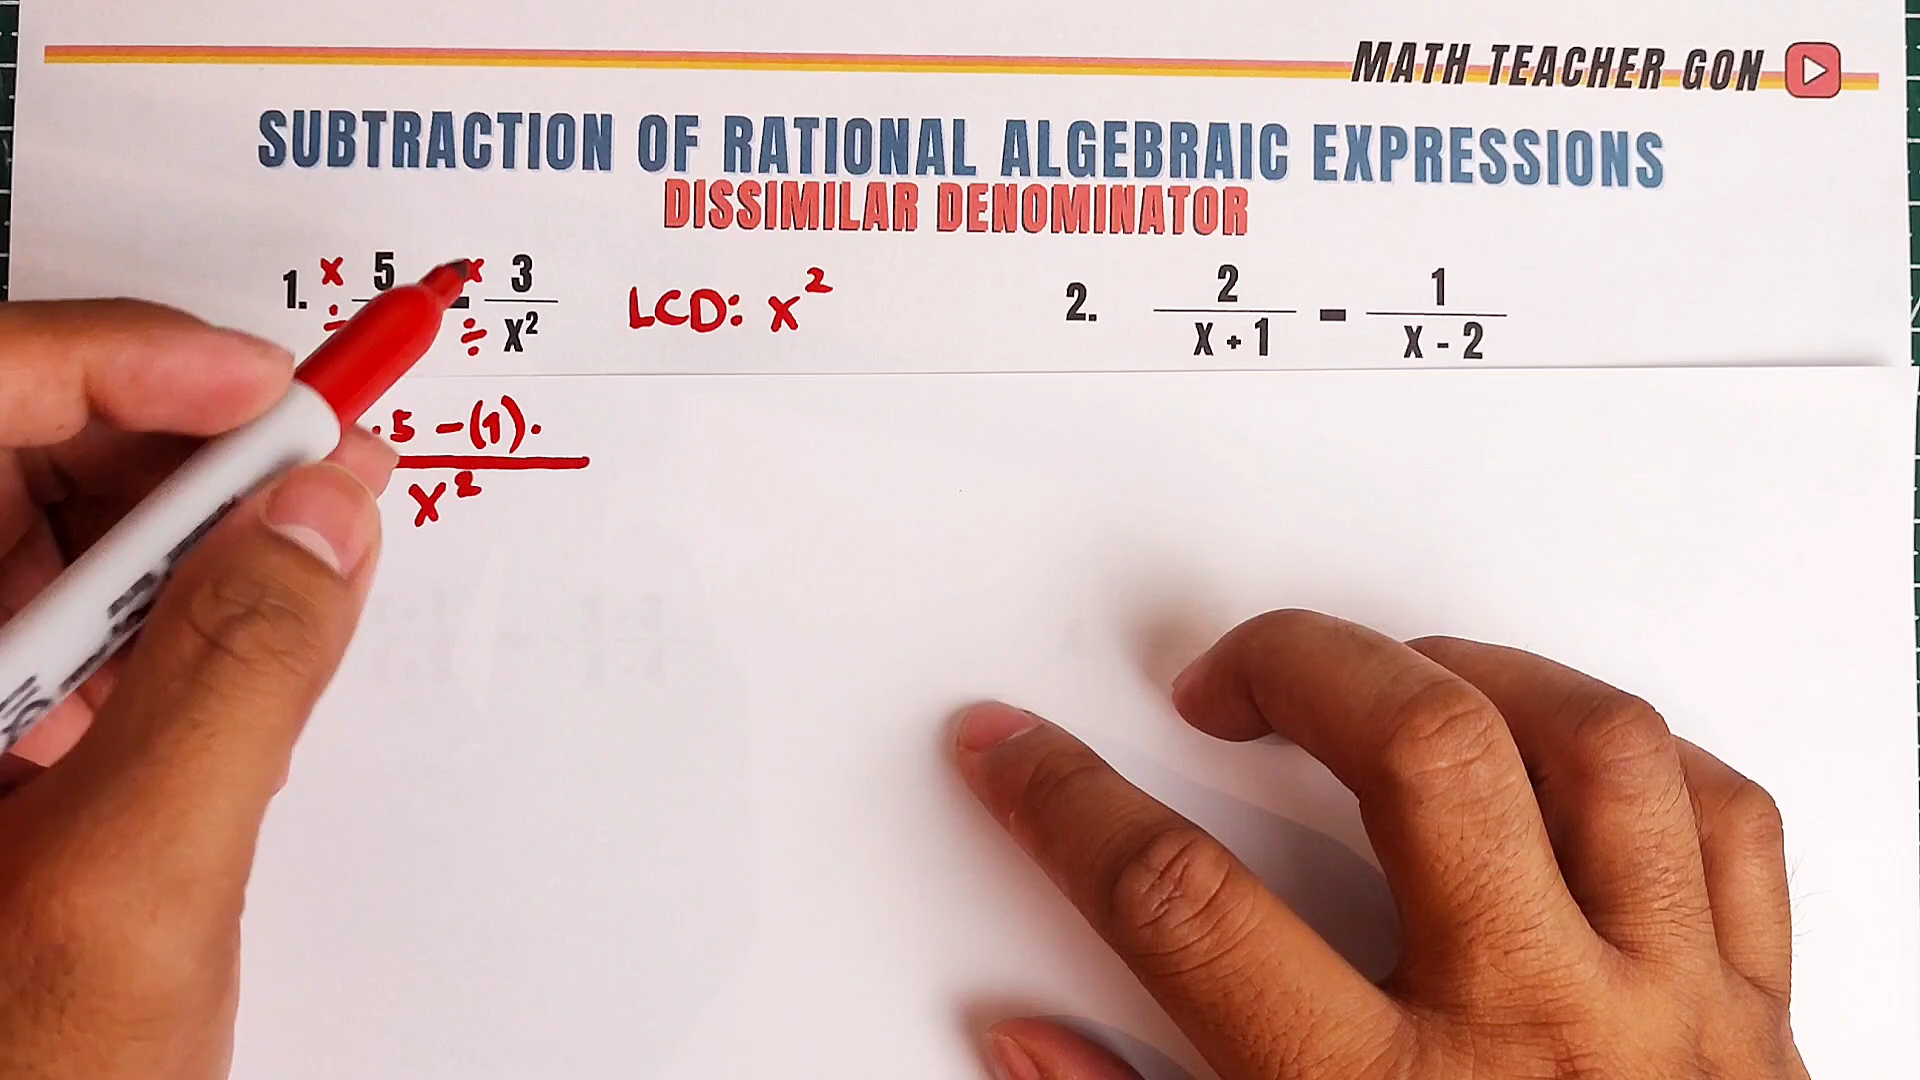 MATH TEACHER GON
SUBTRACTION OF RATIONAL ALGEBRAIC EXPRESSIONS
DISSIMILAR DENOMINATOR
1. × 5 - × 3
÷ ÷ x²
LCD: x²
2. 2 - 1
x + 1 x - 2
· 5 - (1) ·
x²